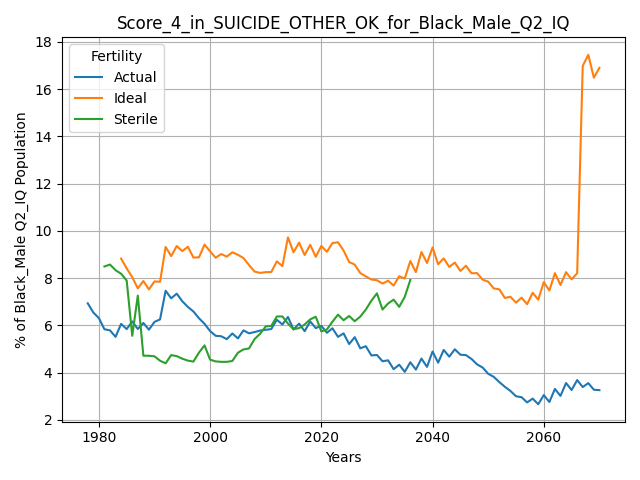 Score_4_in_SUICIDE_OTHER_OK_for_Black_Male_Q2_IQ
Fertility
Actual
Ideal
Sterile
% of Black_Male Q2_IQ Population
18
16
14
12
10
8
6
4
2
1980 2000 2020 2040 2060
Years